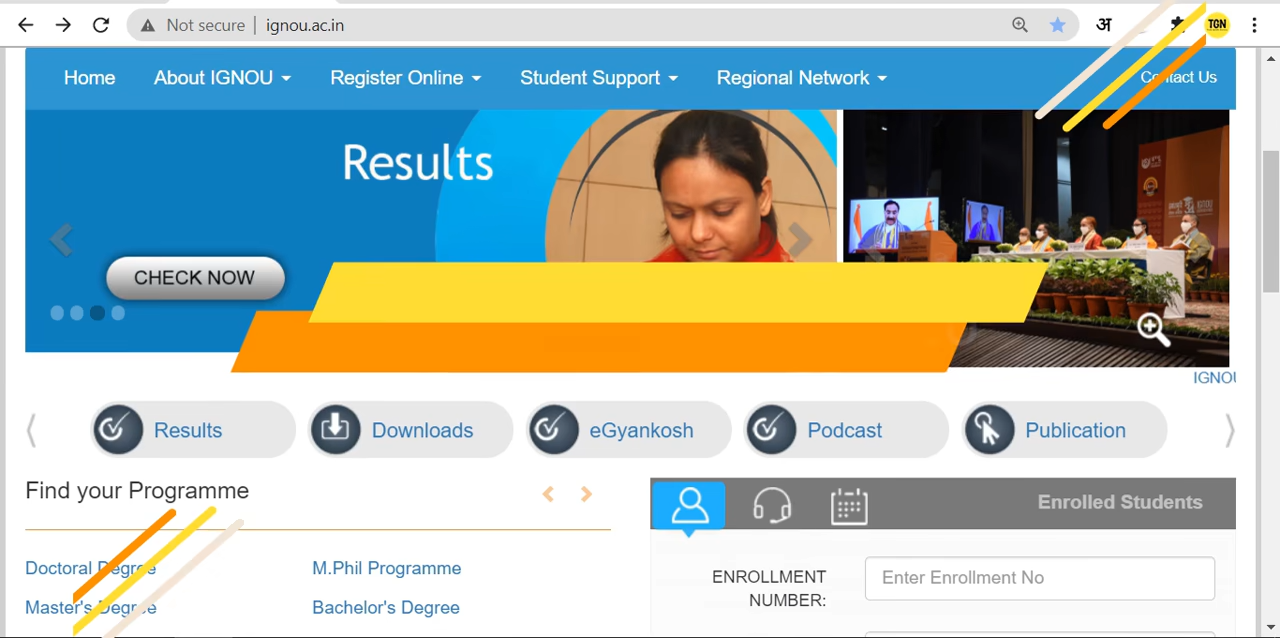 Not secure ignou.ac.in अ TGN
Home About IGNOU Register Online Student Support Regional Network Contact Us
Results
CHECK NOW
IGNOU
Results Downloads eGyankosh Podcast Publication
Find your Programme
Enrolled Students
Doctoral Degree M.Phil Programme
Master's Degree Bachelor's Degree
ENROLLMENT
NUMBER:
Enter Enrollment No